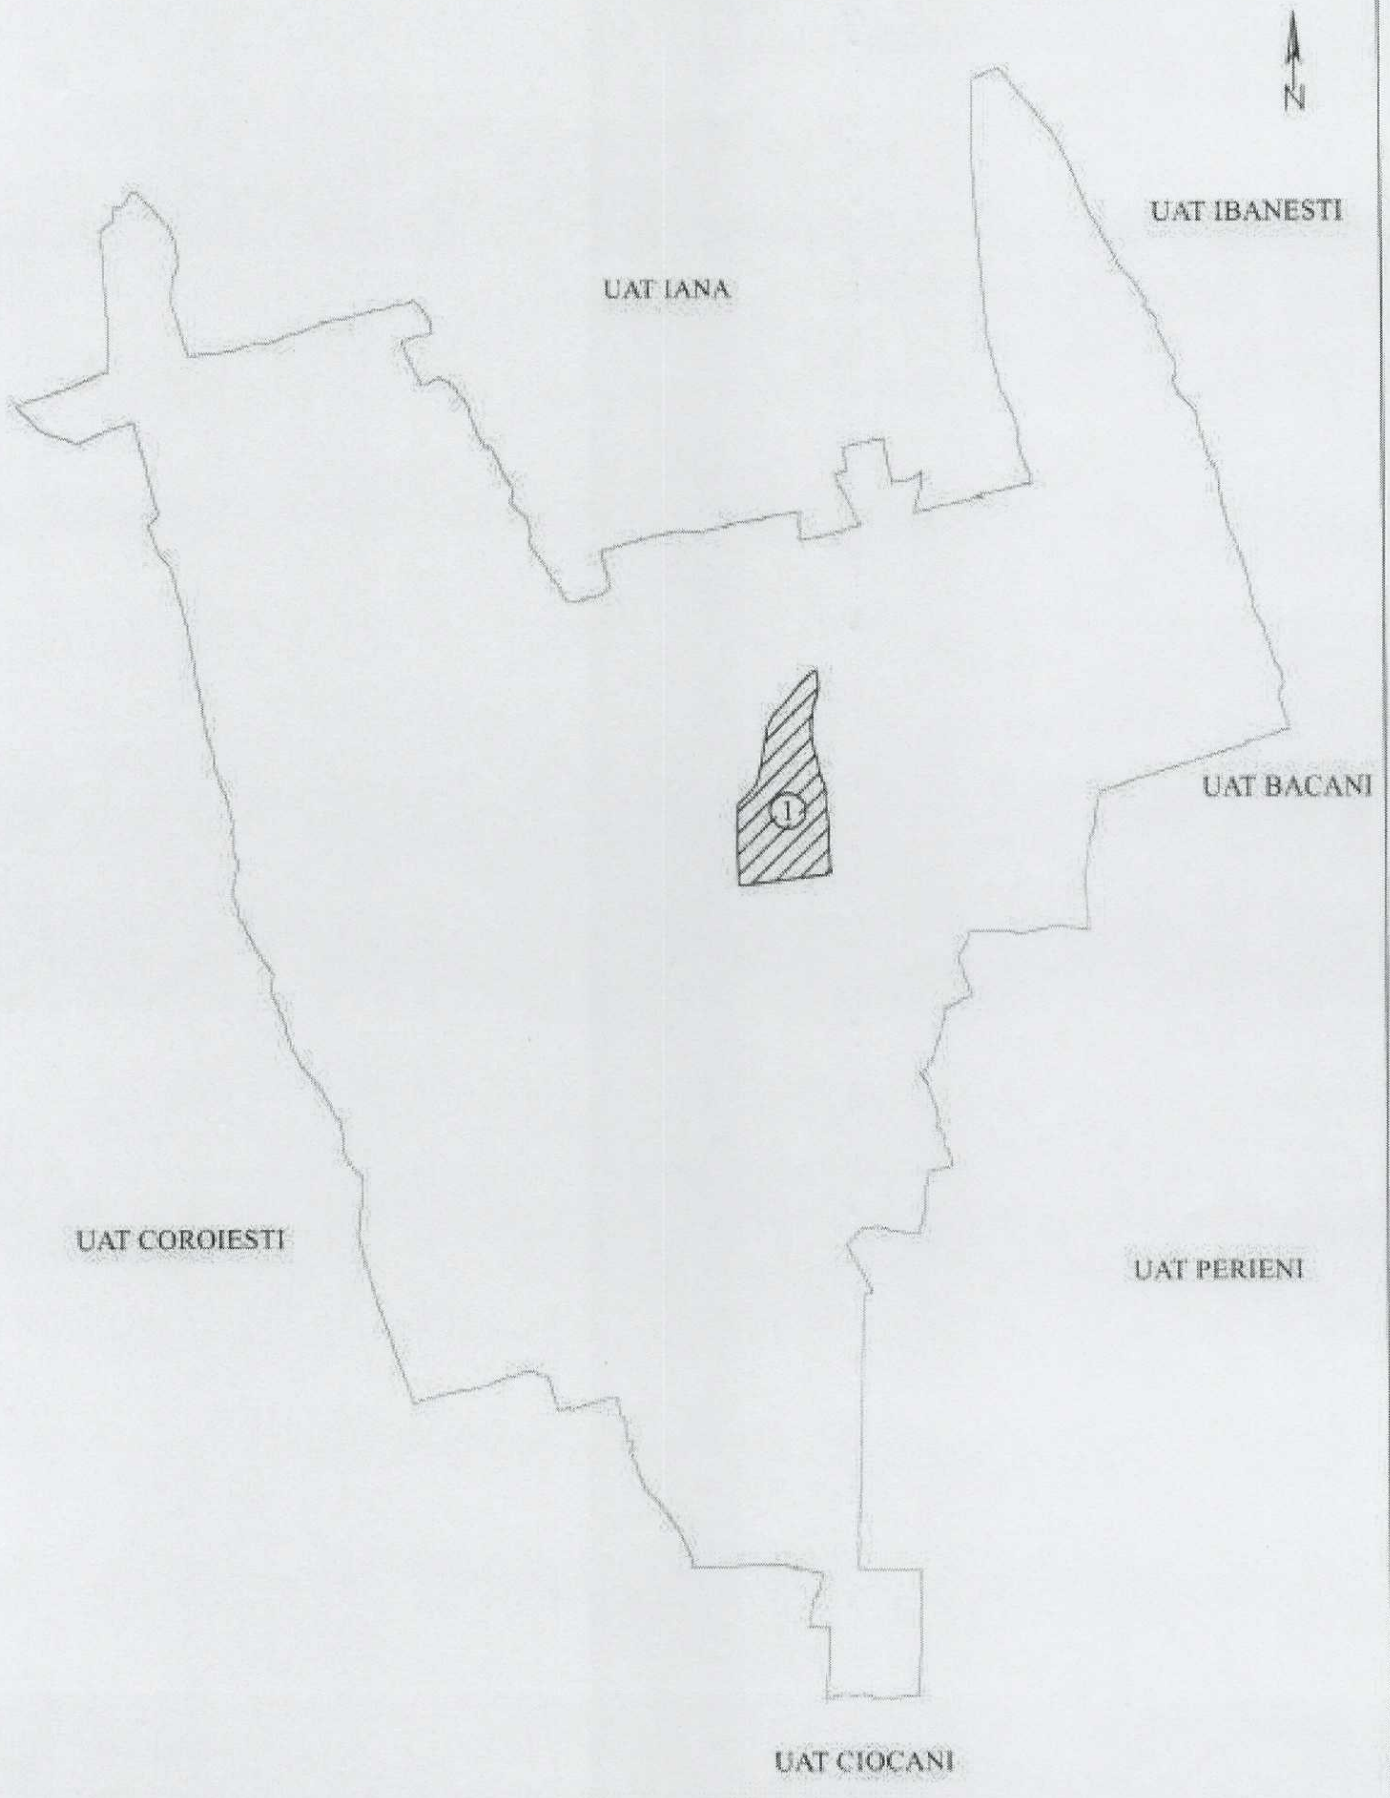 N
UAT IBANESTI
UAT IANA
UAT BACANI
1
UAT COROIESTI
UAT PERIENI
UAT CIOCANI